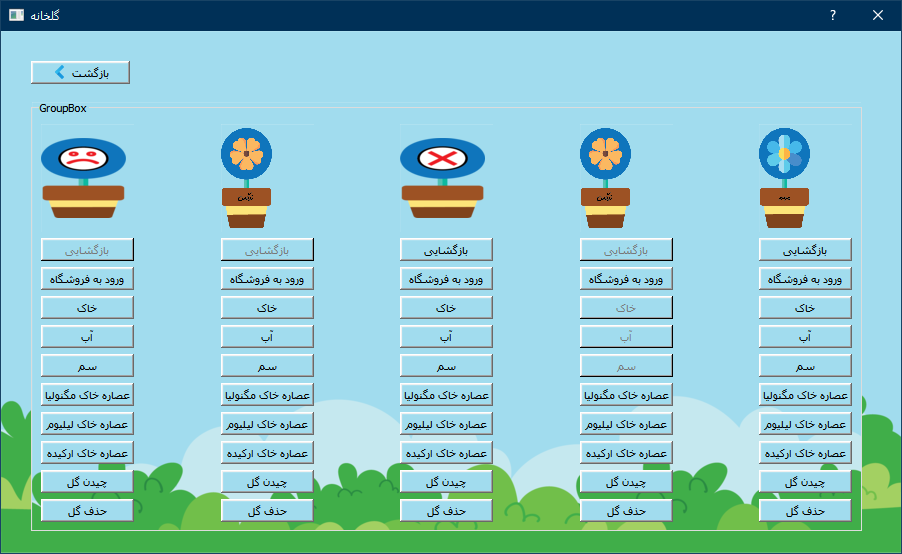 گلخانه
بازگشت
GroupBox
بازگشایی بازگشایی بازگشایی بازگشایی بازگشایی
ورود به فروشگاه ورود به فروشگاه ورود به فروشگاه ورود به فروشگاه ورود به فروشگاه
خاک خاک خاک خاک خاک
آب آب آب آب آب
سم سم سم سم سم
عصاره خاک مگنولیا عصاره خاک مگنولیا عصاره خاک مگنولیا عصاره خاک مگنولیا عصاره خاک مگنولیا
عصاره خاک لیلیوم عصاره خاک لیلیوم عصاره خاک لیلیوم عصاره خاک لیلیوم عصاره خاک لیلیوم
عصاره خاک ارکیده عصاره خاک ارکیده عصاره خاک ارکیده عصاره خاک ارکیده عصاره خاک ارکیده
چیدن گل چیدن گل چیدن گل چیدن گل چیدن گل
حذف گل حذف گل حذف گل حذف گل حذف گل